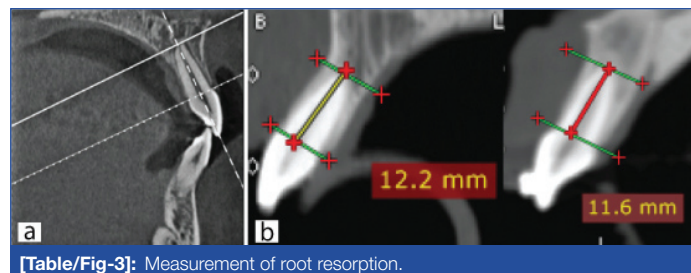 B
L
12.2 mm
11.6 mm
a
b
[Table/Fig-3]: Measurement of root resorption.